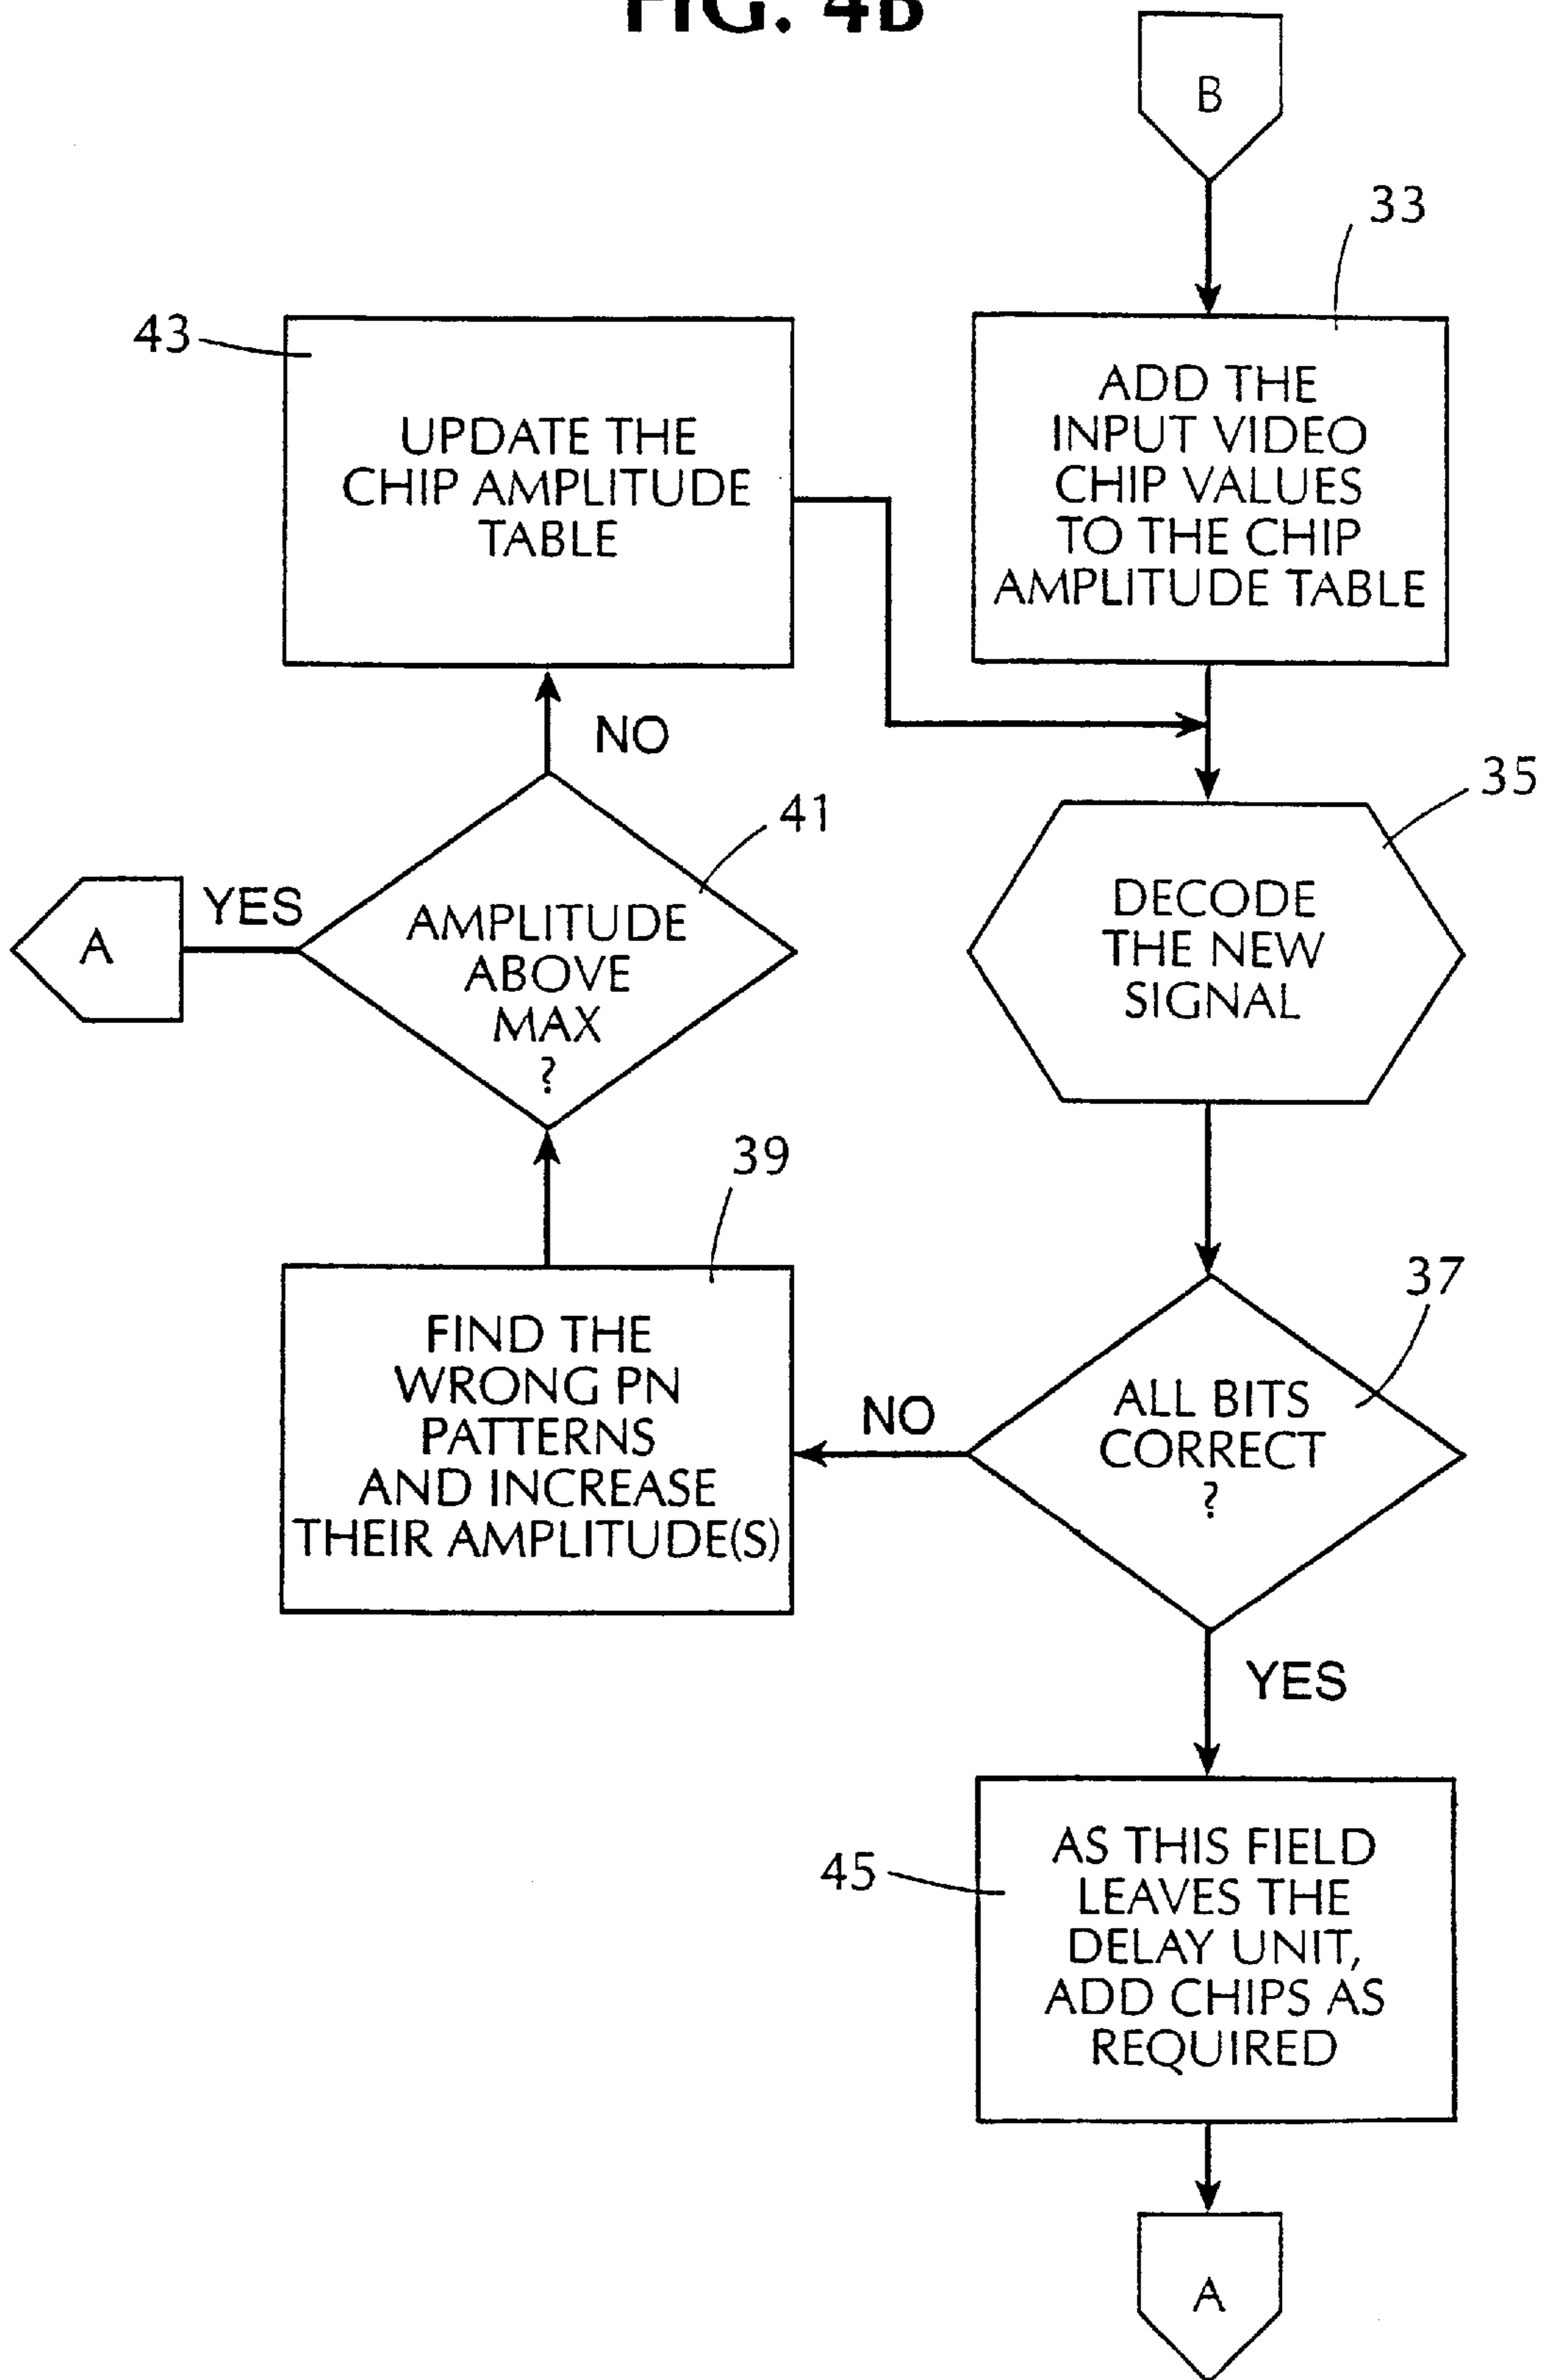 FIG. 4B
B
33
ADD THE
INPUT VIDEO
CHIP VALUES
TO THE CHIP
AMPLITUDE TABLE
43
UPDATE THE
CHIP AMPLITUDE
TABLE
NO
35
DECODE
THE NEW
SIGNAL
41
AMPLITUDE
ABOVE
MAX
?
YES
A
39
FIND THE
WRONG PN
PATTERNS
AND INCREASE
THEIR AMPLITUDE(S)
NO
37
ALL BITS
CORRECT
?
YES
45
AS THIS FIELD
LEAVES THE
DELAY UNIT,
ADD CHIPS AS
REQUIRED
A